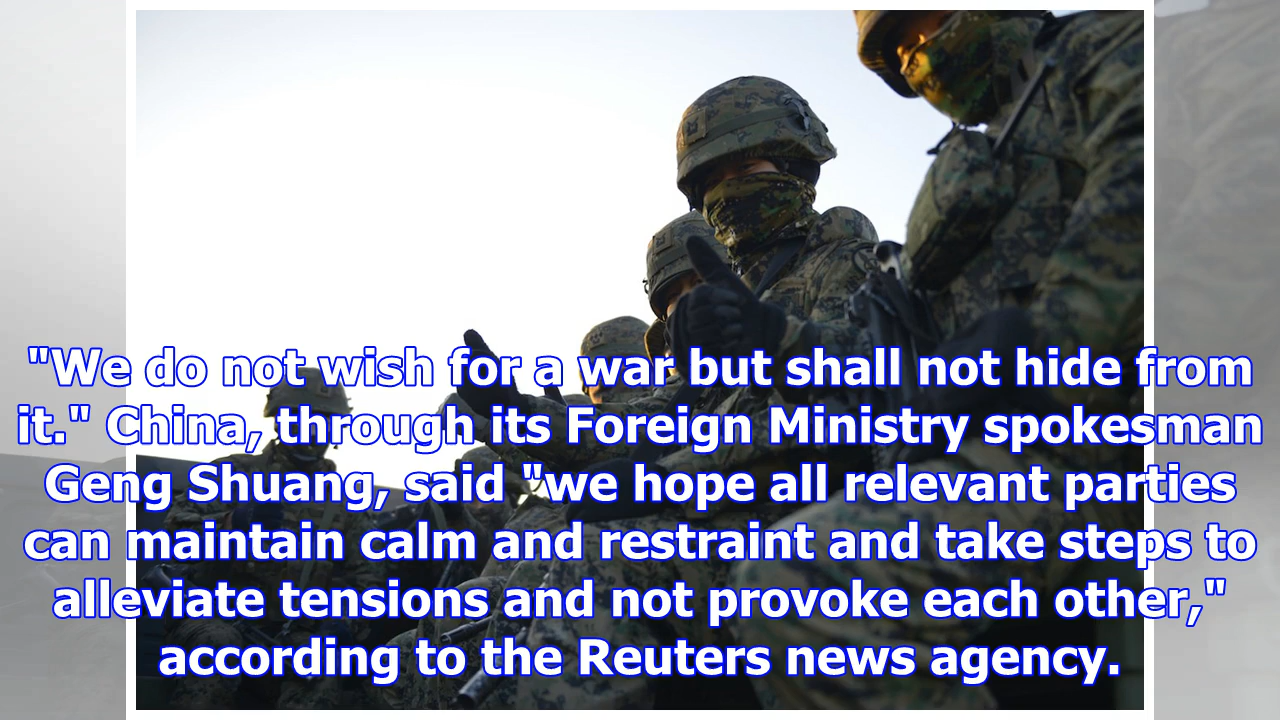 "We do not wish for a war but shall not hide from
it." China, through its Foreign Ministry spokesman
Geng Shuang, said "we hope all relevant parties
can maintain calm and restraint and take steps to
alleviate tensions and not provoke each other,"
according to the Reuters news agency.